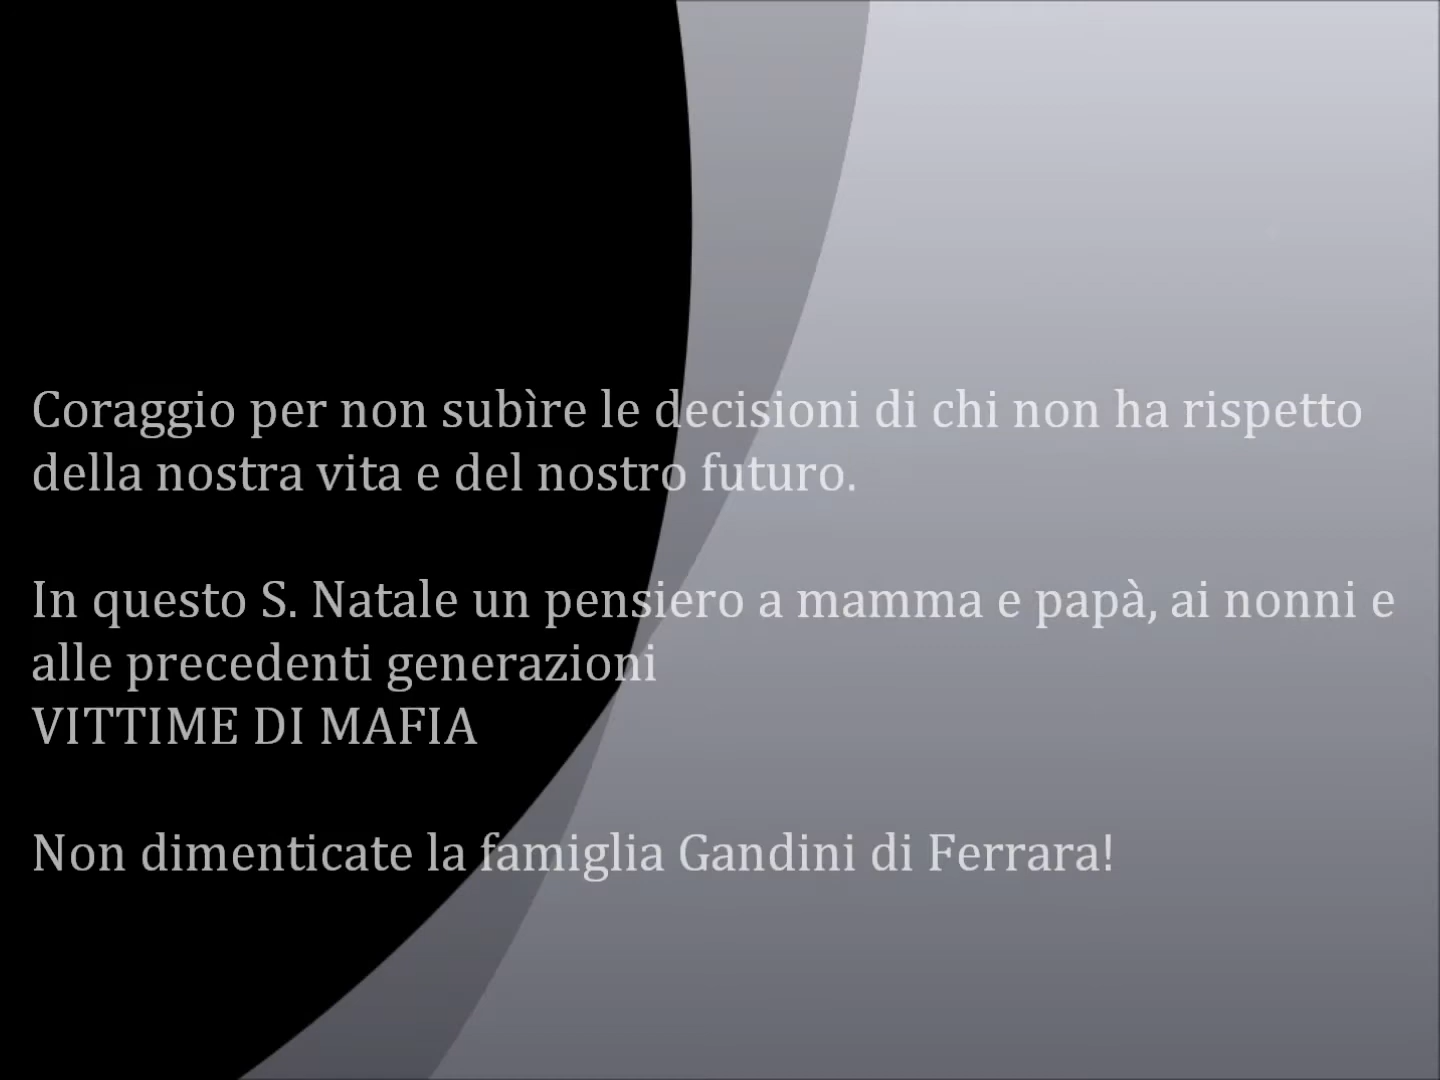 Coraggio per non subìre le decisioni di chi non ha rispetto
della nostra vita e del nostro futuro.
In questo S. Natale un pensiero a mamma e papà, ai nonni e
alle precedenti generazioni
VITTIME DI MAFIA
Non dimenticate la famiglia Gandini di Ferrara!